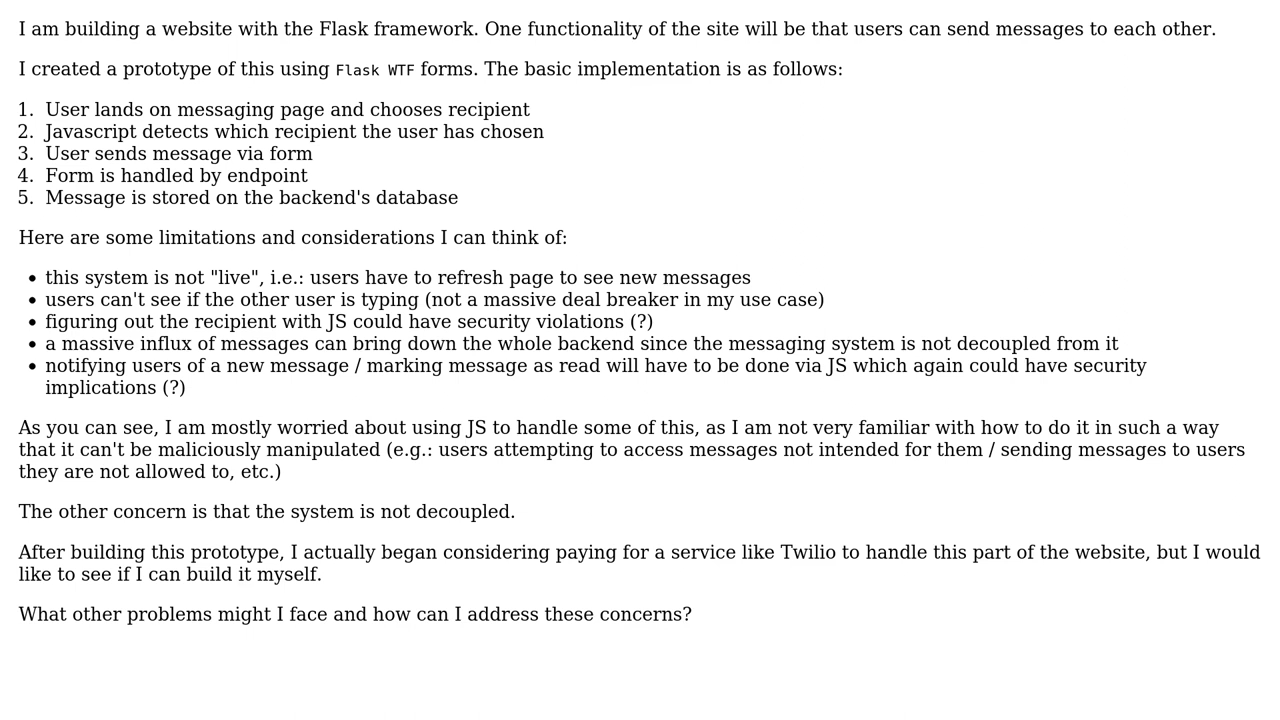 I am building a website with the Flask framework. One functionality of the site will be that users can send messages to each other.
I created a prototype of this using Flask WTF forms. The basic implementation is as follows:
1. User lands on messaging page and chooses recipient
2. Javascript detects which recipient the user has chosen
3. User sends message via form
4. Form is handled by endpoint
5. Message is stored on the backend's database
Here are some limitations and considerations I can think of:
• this system is not "live", i.e.: users have to refresh page to see new messages
• users can't see if the other user is typing (not a massive deal breaker in my use case)
• figuring out the recipient with JS could have security violations (?)
• a massive influx of messages can bring down the whole backend since the messaging system is not decoupled from it
• notifying users of a new message / marking message as read will have to be done via JS which again could have security
implications (?)
As you can see, I am mostly worried about using JS to handle some of this, as I am not very familiar with how to do it in such a way
that it can't be maliciously manipulated (e.g.: users attempting to access messages not intended for them / sending messages to users
they are not allowed to, etc.)
The other concern is that the system is not decoupled.
After building this prototype, I actually began considering paying for a service like Twilio to handle this part of the website, but I would
like to see if I can build it myself.
What other problems might I face and how can I address these concerns?